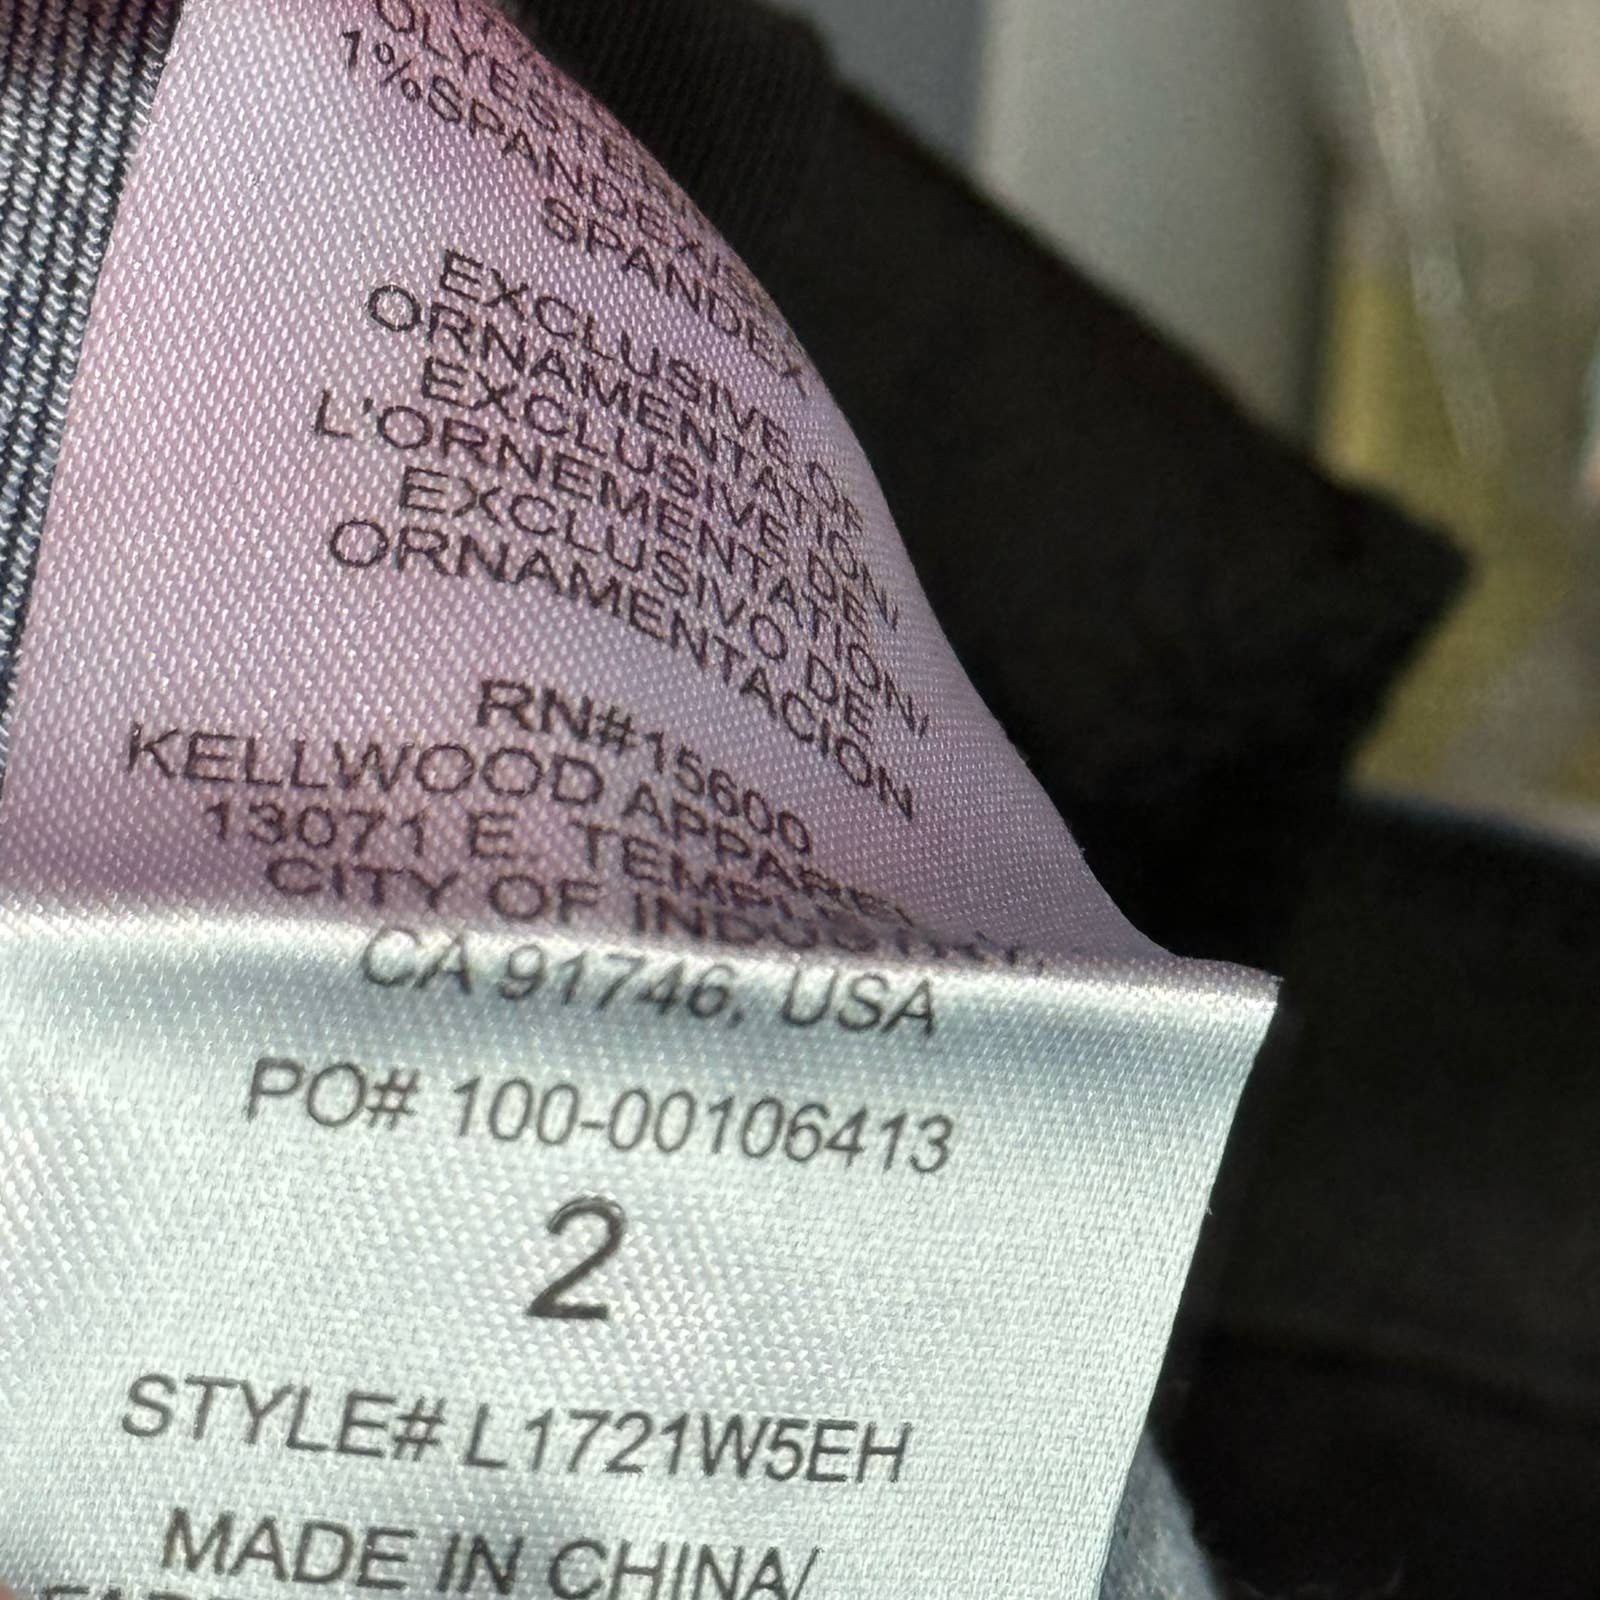 POLYESTER/
1%SPANDEX/
SPANDEX
EXCLUSIVE OF
ORNAMENTATION,
EXCLUSIVE DE
L'ORNEMENTATION,
EXCLUSIVO DE
ORNAMENTACION
RN#15600
KELLWOOD APPAREL
13071 E. TEMPLE
CITY OF INDUSTRY,
CA 91746, USA
PO# 100-00106413
2
STYLE# L1721W5EH
MADE IN CHINA/